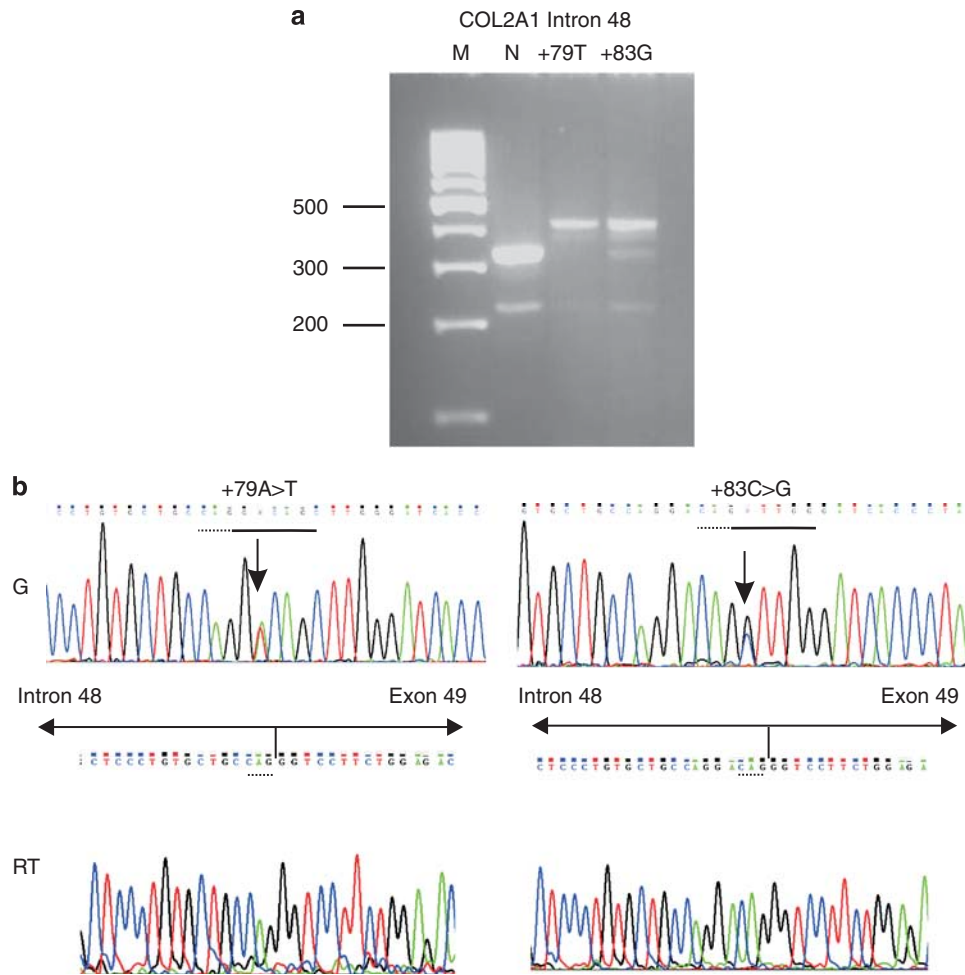 a
COL2A1 Intron 48
M N +79T +83G
500
300
200
b
+79A>T +83C>G
G
Intron 48 Exon 49 Intron 48 Exon 49
CTCCCTGTGCTGCCAGGGTCCTTCTGGAGAC CTCCCTGTGCTGCCAGGACAGGGTCCTTCTGGAGA
RT